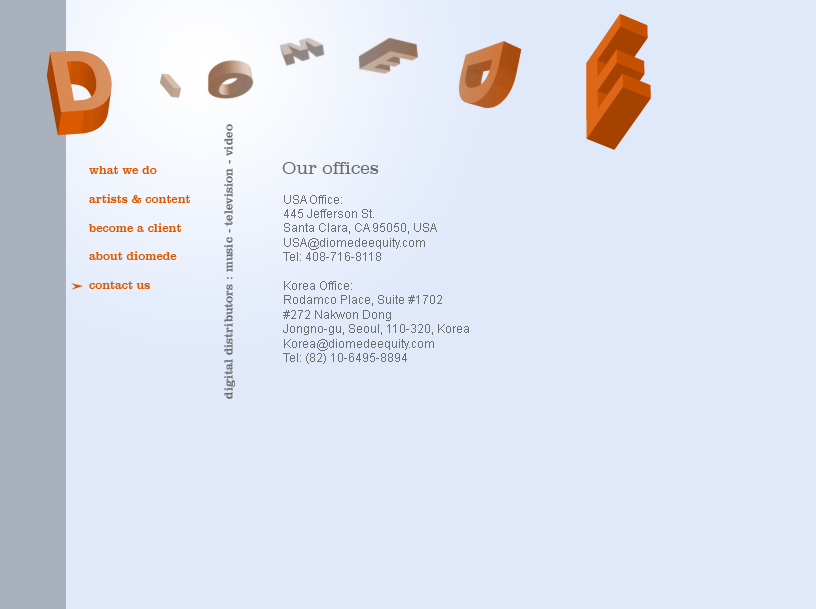 DIOMEDE
what we do
artists & content
become a client
about diomede
contact us
digital distributors : music - television - video
Our offices
USA Office:
445 Jefferson St.
Santa Clara, CA 95050, USA
USA@diomedeequity.com
Tel: 408-716-8118
Korea Office:
Rodamco Place, Suite #1702
#272 Nakwon Dong
Jongno-gu, Seoul, 110-320, Korea
Korea@diomedeequity.com
Tel: (82) 10-6495-8894